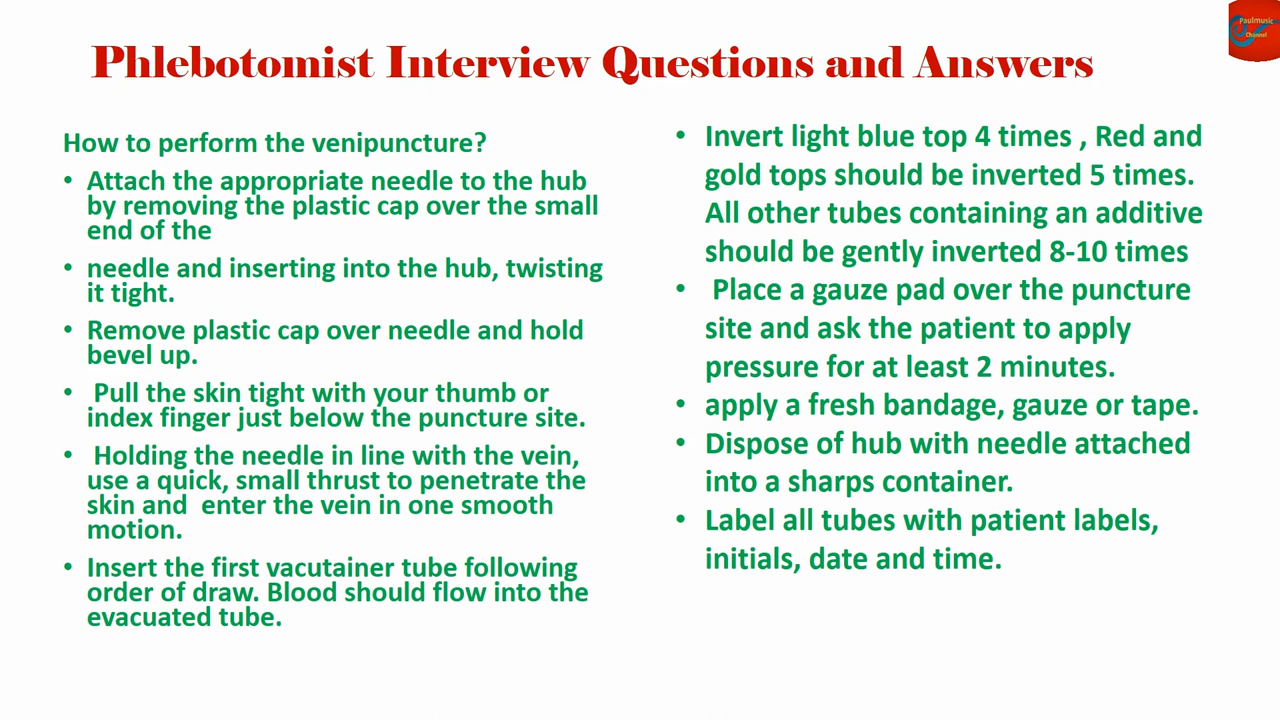 Paulmusic
Channel
Phlebotomist Interview Questions and Answers
How to perform the venipuncture?
• Attach the appropriate needle to the hub
by removing the plastic cap over the small
end of the
• needle and inserting into the hub, twisting
it tight.
• Remove plastic cap over needle and hold
bevel up.
• Pull the skin tight with your thumb or
index finger just below the puncture site.
• Holding the needle in line with the vein,
use a quick, small thrust to penetrate the
skin and  enter the vein in one smooth
motion.
• Insert the first vacutainer tube following
order of draw. Blood should flow into the
evacuated tube.
• Invert light blue top 4 times , Red and
gold tops should be inverted 5 times.
All other tubes containing an additive
should be gently inverted 8-10 times
• Place a gauze pad over the puncture
site and ask the patient to apply
pressure for at least 2 minutes.
• apply a fresh bandage, gauze or tape.
• Dispose of hub with needle attached
into a sharps container.
• Label all tubes with patient labels,
initials, date and time.